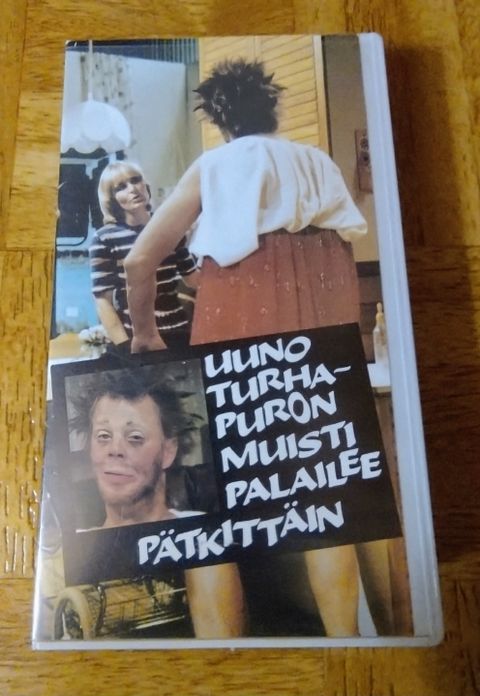 UUNO
TURHA-
PURON
MUISTI
PALAILEE
PÄTKITTÄIN